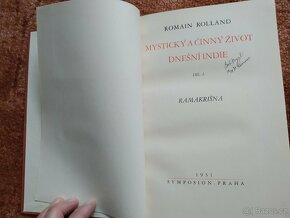 ROMAIN ROLLAND
MYSTICKÝ A ČINNÝ ŽIVOT
DNEŠNÍ INDIE
DÍL I.
RAMAKRIŠNA
1931
SYMPOSION PRAHA